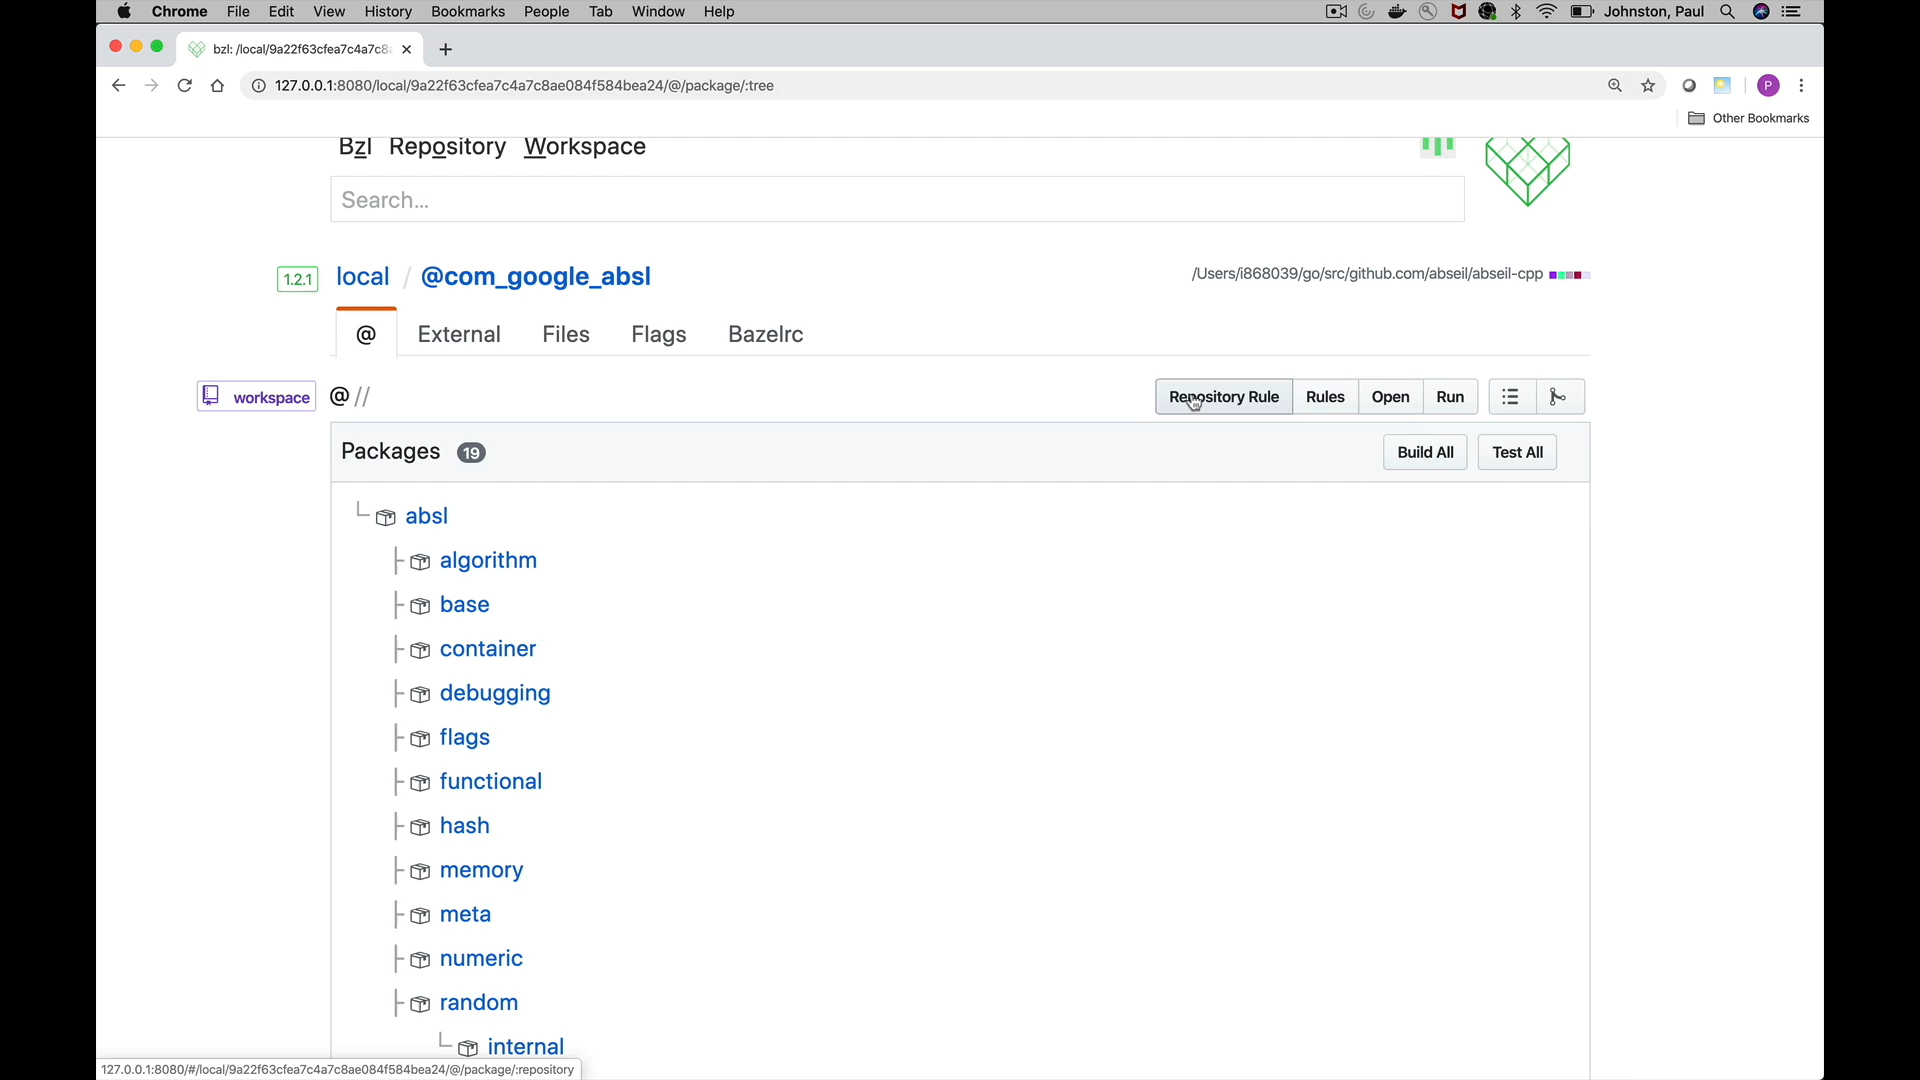 Chrome File Edit View History Bookmarks People Tab Window Help Johnston, Paul
bzl: /local/9a22f63cfea7c4a7c8a
127.0.0.1:8080/local/9a22f63cfea7c4a7c8ae084f584bea24/@/package/:tree P
Other Bookmarks
Bzl Repository Workspace
Search...
1.2.1 local / @com_google_absl /Users/i868039/go/src/github.com/abseil/abseil-cpp
@ External Files Flags Bazelrc
workspace @ // Repository Rule Rules Open Run
Packages 19 Build All Test All
absl
algorithm
base
container
debugging
flags
functional
hash
memory
meta
numeric
random
internal
127.0.0.1:8080/#/local/9a22f63cfea7c4a7c8ae084f584bea24/@/package/:repository